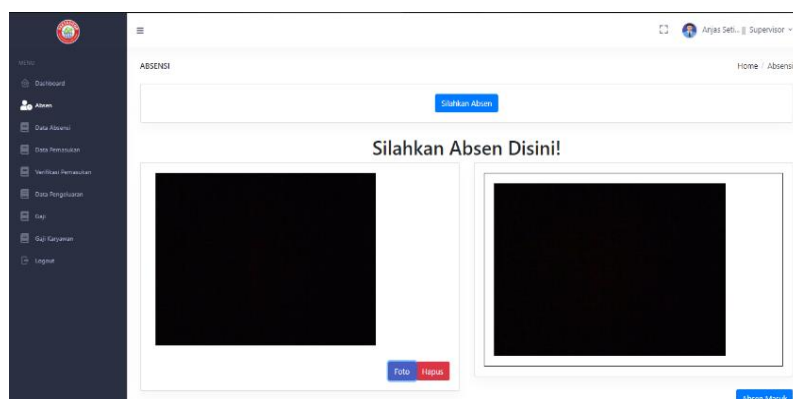 Anjas Seti... || Supervisor
MENU
Dashboard
Absen
Data Absensi
Data Pemasukan
Verifikasi Pemasukan
Data Pengeluaran
Gaji
Gaji Karyawan
Logout
ABSENSI
Home / Absensi
Silahkan Absen
Silahkan Absen Disini!
Foto
Hapus
Absen Masuk